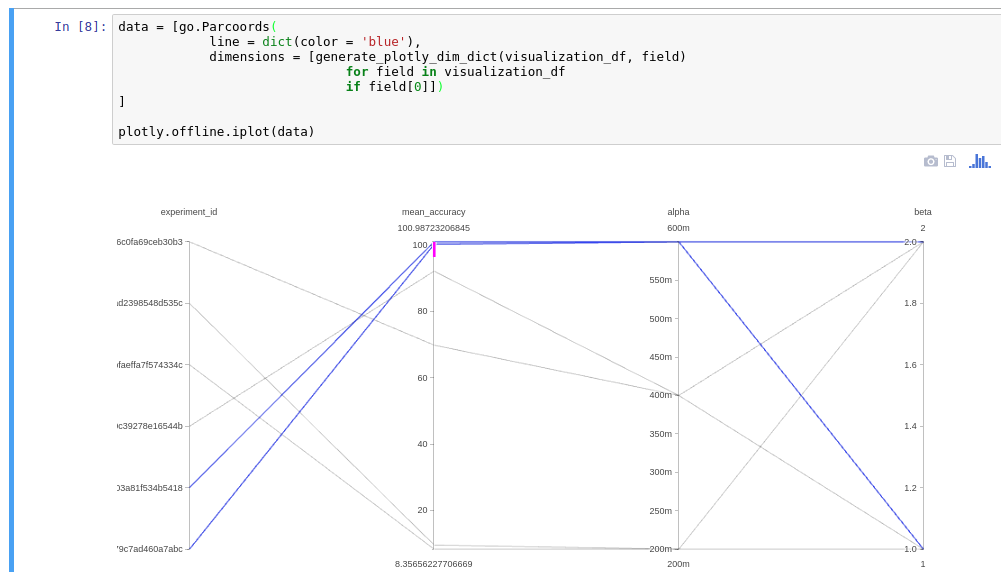 In [8]:
data = [go.Parcoords(
line = dict(color = 'blue'),
dimensions = [generate_plotly_dim_dict(visualization_df, field)
for field in visualization_df
if field[0]])
]
plotly.offline.iplot(data)
experiment_id mean_accuracy alpha beta
100.98723206845 600m 2
6c0fa69ceb30b3 100 2.0
550m
d2398548d535c 1.8
80 500m
faeffa7f574334c 450m 1.6
60
400m
c39278e16544b 350m 1.4
40
03a81f534b5418 300m 1.2
20 250m
79c7ad460a7abc 200m 1.0
8.35656227706669 200m 1